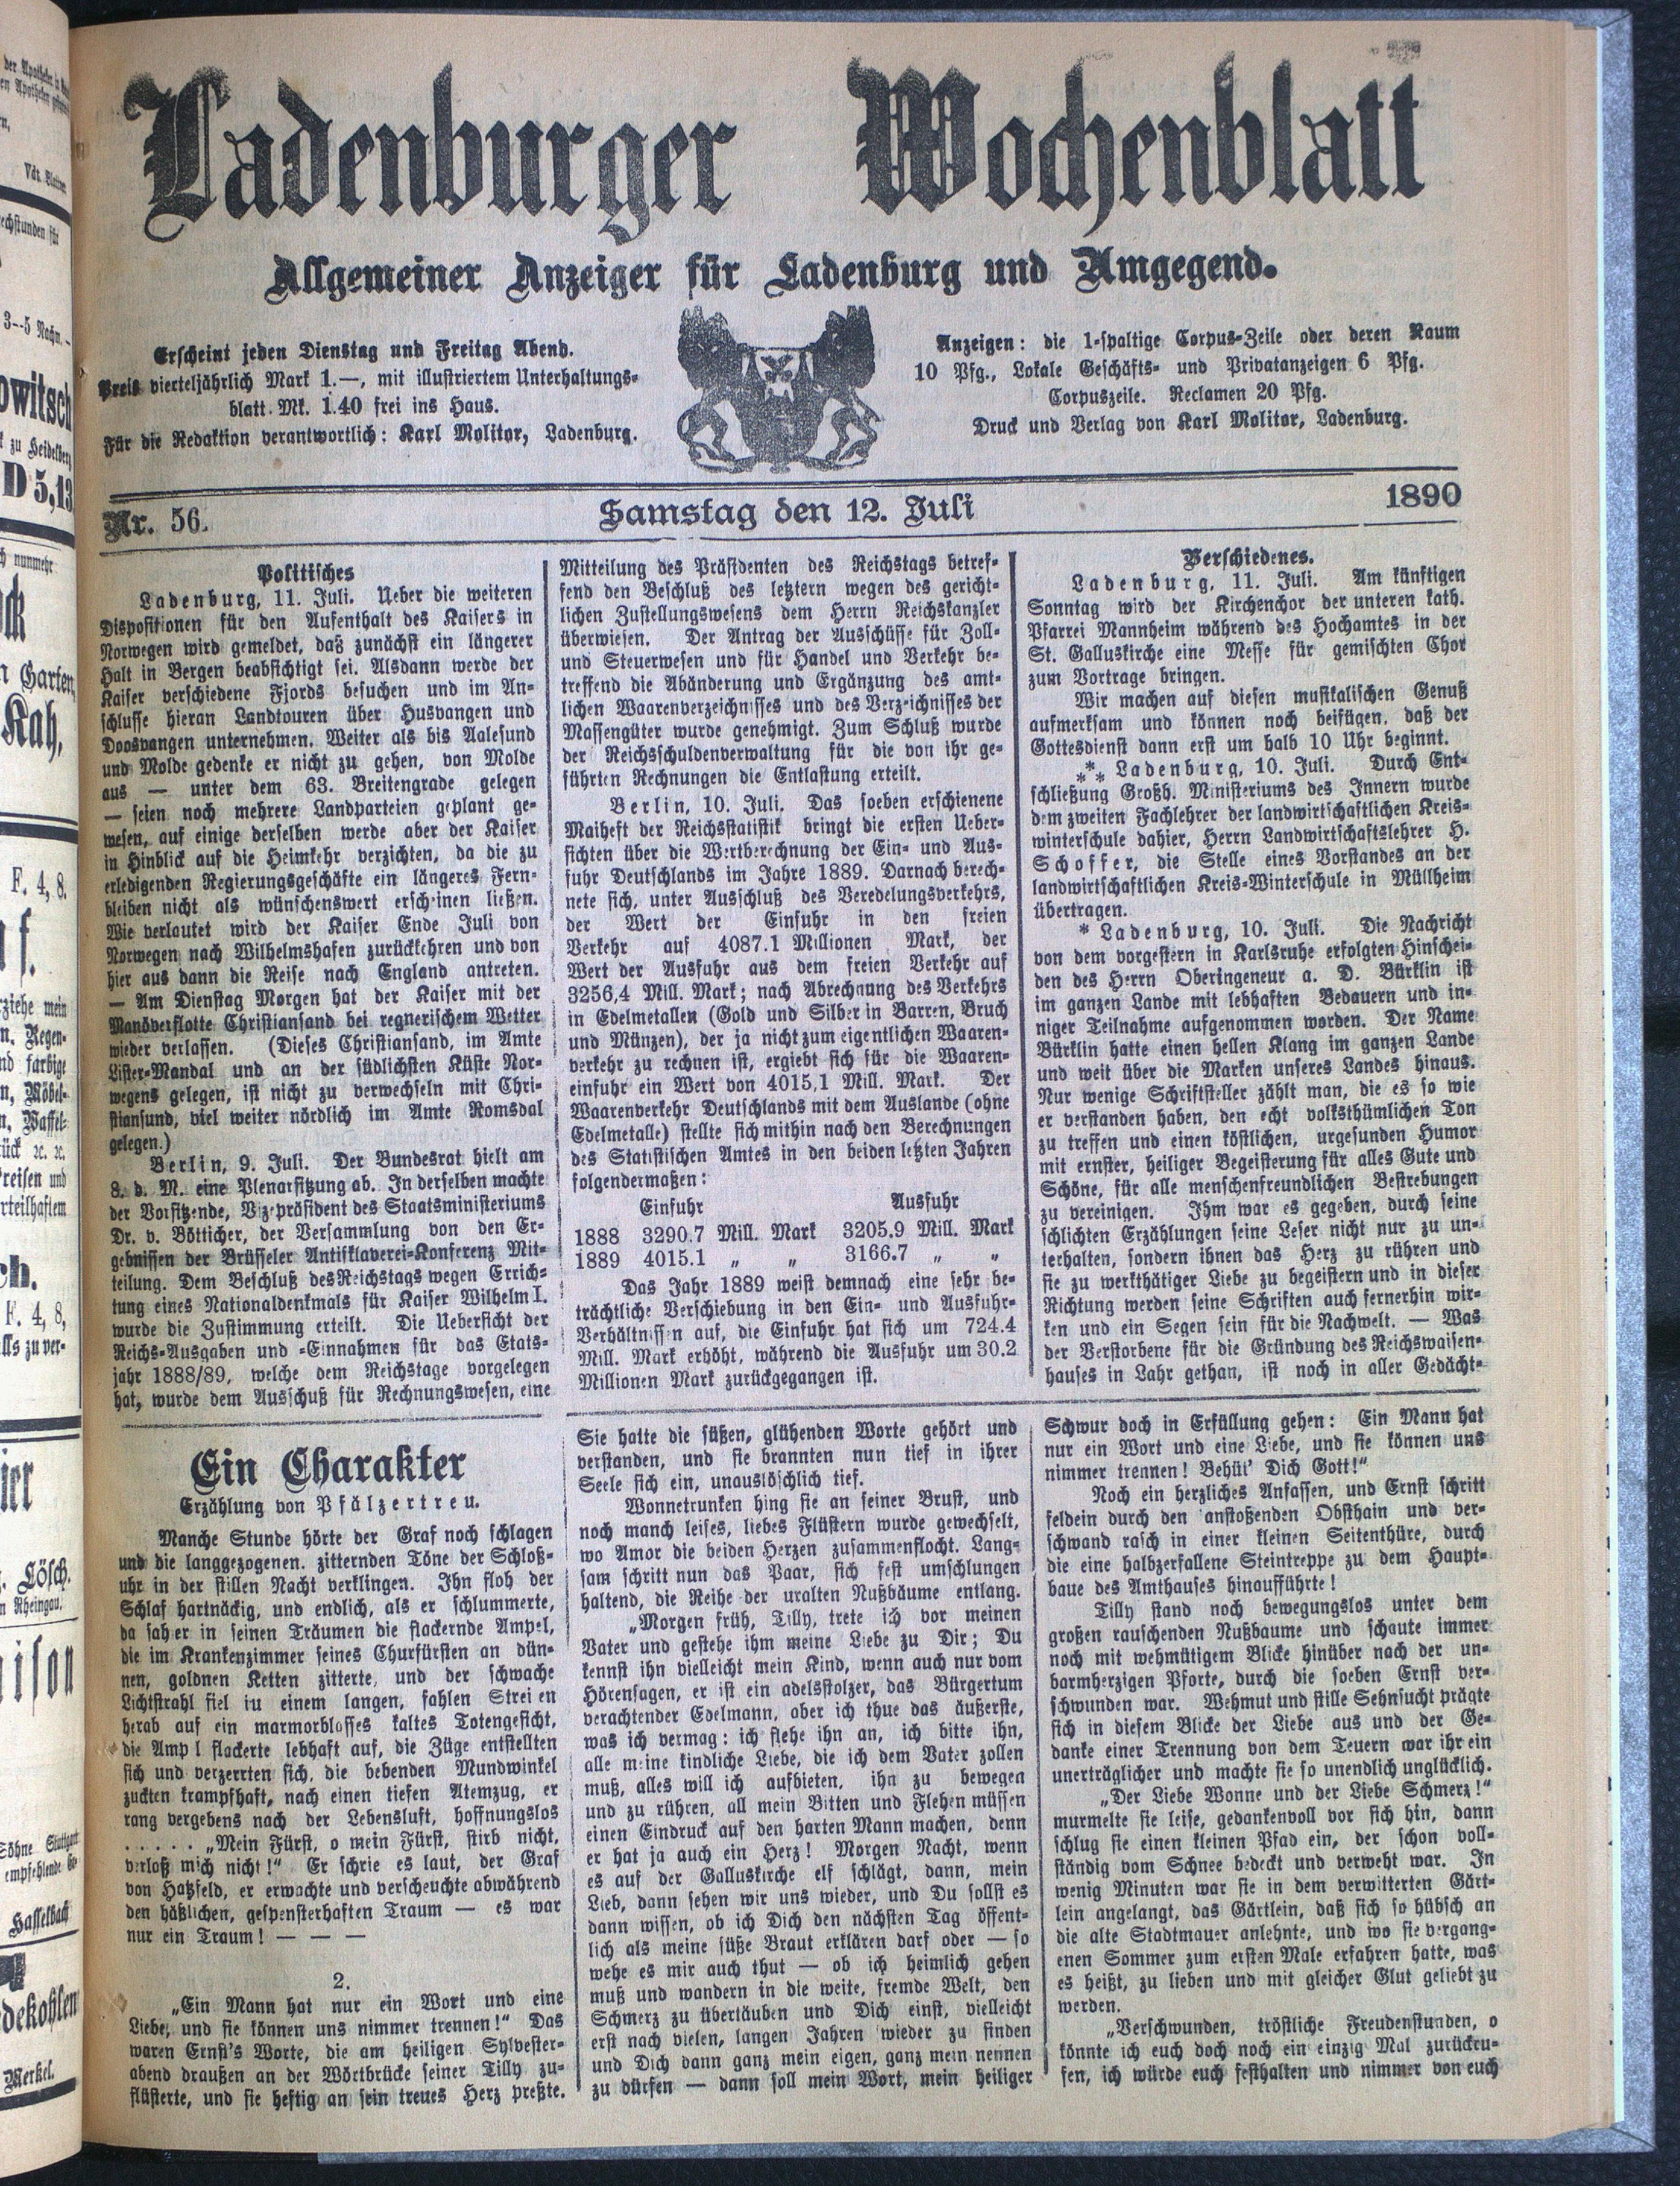 Ladenburger Wochenblatt
Allgemeiner Anzeiger für Ladenburg und Umgegend.
Erscheint jeden Dienstag und Freitag Abend.
Preis vierteljährlich Mark 1.—, mit illustriertem Unterhaltungs-
blatt. Mk. 1.40 frei ins Haus.
Für die Redaktion verantwortlich: Karl Molitor, Ladenburg.
Anzeigen: die 1-spaltige Corpus-Zeile oder deren Raum
10 Pfg., Lokale Geschäfts- und Privatanzeigen 6 Pfg.
Corpuszeile. Reclamen 20 Pfg.
Druck und Verlag von Karl Molitor, Ladenburg.
Nr. 56.
Samstag den 12. Juli
1890
Politisches
Ladenburg, 11. Juli. Ueber die weiteren
Dispositionen für den Aufenthalt des Kaisers in
Norwegen wird gemeldet, daß zunächst ein längerer
Halt in Bergen beabsichtigt sei. Alsdann werde der
Kaiser verschiedene Fjords besuchen und im An-
schlusse hieran Landtouren über Husvangen und
Doosvangen unternehmen. Weiter als bis Aalesund
und Molde gedenke er nicht zu gehen, von Molde
aus — unter dem 63. Breitengrade gelegen
— seien noch mehrere Landparteien geplant ge-
wesen, auf einige derselben werde aber der Kaiser
in Hinblick auf die Heimkehr verzichten, da die zu
erledigenden Regierungsgeschäfte ein längeres Fern-
bleiben nicht als wünschenswert erscheinen ließen.
Wie verlautet wird der Kaiser Ende Juli von
Norwegen nach Wilhelmshafen zurückkehren und von
hier aus dann die Reise nach England antreten.
— Am Dienstag Morgen hat der Kaiser mit der
Manöverflotte Christiansand bei regnerischem Wetter
wieder verlassen. (Dieses Christiansand, im Amte
Lister-Mandal und an der südlichsten Küste Nor-
wegens gelegen, ist nicht zu verwechseln mit Chri-
stiansund, viel weiter nördlich im Amte Romsdal
gelegen.)
Berlin, 9. Juli. Der Bundesrat hielt am
8. d. M. eine Plenarsitzung ab. In derselben machte
der Vorsitzende, Vizepräsident des Staatsministeriums
Dr. v. Bötticher, der Versammlung von den Er-
gebnissen der Brüsseler Antisklaverei-Konferenz Mit-
teilung. Dem Beschluß des Reichstags wegen Errich-
tung eines Nationaldenkmals für Kaiser Wilhelm I.
wurde die Zustimmung erteilt. Die Uebersicht der
Reichs-Ausgaben und -Einnahmen für das Etats-
jahr 1888/89, welche dem Reichstage vorgelegen
hat, wurde dem Ausschuß für Rechnungswesen, eine
Mitteilung des Präsidenten des Reichstags betref-
fend den Beschluß des letztern wegen des gericht-
lichen Zustellungswesens dem Herrn Reichskanzler
überwiesen. Der Antrag der Ausschüsse für Zoll-
und Steuerwesen und für Handel und Verkehr be-
treffend die Abänderung und Ergänzung des amt-
lichen Waarenverzeichnisses und des Verzeichnisses der
Massengüter wurde genehmigt. Zum Schluß wurde
der Reichsschuldenverwaltung für die von ihr ge-
führten Rechnungen die Entlastung erteilt.
Berlin, 10. Juli. Das soeben erschienene
Maiheft der Reichsstatistik bringt die ersten Ueber-
sichten über die Wertberechnung der Ein- und Aus-
fuhr Deutschlands im Jahre 1889. Darnach berech-
nete sich, unter Ausschluß des Veredelungsverkehrs,
der Wert der Einfuhr in den freien
Verkehr auf 4087.1 Millionen Mark, der
Wert der Ausfuhr aus dem freien Verkehr auf
3256,4 Mill. Mark; nach Abrechnung des Verkehrs
in Edelmetallen (Gold und Silber in Barren, Bruch
und Münzen), der ja nicht zum eigentlichen Waaren-
verkehr zu rechnen ist, ergiebt sich für die Waaren-
einfuhr ein Wert von 4015,1 Mill. Mark. Der
Waarenverkehr Deutschlands mit dem Auslande (ohne
Edelmetalle) stellte sich mithin nach den Berechnungen
des Statistischen Amtes in den beiden letzten Jahren
folgendermaßen:
Einfuhr Ausfuhr
1888 3290.7 Mill. Mark 3205.9 Mill. Mark
1889 4015.1 „ „ 3166.7 „ „
Das Jahr 1889 weist demnach eine sehr be-
trächtliche Verschiebung in den Ein- und Ausfuhr-
Verhältnissen auf, die Einfuhr hat sich um 724.4
Mill. Mark erhöht, während die Ausfuhr um 30.2
Millionen Mark zurückgegangen ist.
Verschiedenes.
Ladenburg, 11. Juli. Am künftigen
Sonntag wird der Kirchenchor der unteren kath.
Pfarrei Mannheim während des Hochamtes in der
St. Galluskirche eine Messe für gemischten Chor
zum Vortrage bringen.
Wir machen auf diesen musikalischen Genuß
aufmerksam und können noch beifügen, daß der
Gottesdienst dann erst um halb 10 Uhr beginnt.
*** Ladenburg, 10. Juli. Durch Ent-
schließung Großh. Ministeriums des Innern wurde
dem zweiten Fachlehrer der landwirtschaftlichen Kreis-
winterschule dahier, Herrn Landwirtschaftslehrer H.
Schoffer, die Stelle eines Vorstandes an der
landwirtschaftlichen Kreis-Winterschule in Müllheim
übertragen.
* Ladenburg, 10. Juli. Die Nachricht
von dem vorgestern in Karlsruhe erfolgten Hinschei-
den des Herrn Oberingeneur a. D. Bürklin ist
im ganzen Lande mit lebhaften Bedauern und in-
niger Teilnahme aufgenommen worden. Der Name
Bürklin hatte einen hellen Klang im ganzen Lande
und weit über die Marken unseres Landes hinaus.
Nur wenige Schriftsteller zählt man, die es so wie
er verstanden haben, den echt volksthümlichen Ton
zu treffen und einen köstlichen, urgesunden Humor
mit ernster, heiliger Begeisterung für alles Gute und
Schöne, für alle menschenfreundlichen Bestrebungen
zu vereinigen. Ihm war es gegeben, durch seine
schlichten Erzählungen seine Leser nicht nur zu un-
terhalten, sondern ihnen das Herz zu rühren und
sie zu werkthätiger Liebe zu begeistern und in dieser
Richtung werden seine Schriften auch fernerhin wir-
ken und ein Segen sein für die Nachwelt. — Was
der Verstorbene für die Gründung des Reichswaisen-
hauses in Lahr gethan, ist noch in aller Gedächt-
Ein Charakter
Erzählung von Pfälzertreu.
Manche Stunde hörte der Graf noch schlagen
und die langgezogenen. zitternden Töne der Schloß-
uhr in der stillen Nacht verklingen. Ihn floh der
Schlaf hartnäckig, und endlich, als er schlummerte,
da sah er in seinen Träumen die flackernde Ampel,
die im Krankenzimmer seines Churfürsten an dün-
nen, goldnen Ketten zitterte, und der schwache
Lichtstrahl fiel in einem langen, fahlen Strei en
herab auf ein marmorblasses kaltes Totengesicht,
die Amp l flackerte lebhaft auf, die Züge entstellten
sich und verzerrten sich, die bebenden Mundwinkel
zuckten krampfhaft, nach einen tiefen Atemzug, er
rang vergebens nach der Lebensluft, hoffnungslos
. . . . . „Mein Fürst, o mein Fürst, stirb nicht,
verlaß mich nicht!“ Er schrie es laut, der Graf
von Hatzfeld, er erwachte und verscheuchte abwährend
den häßlichen, gespensterhaften Traum — es war
nur ein Traum! — — —
2.
„Ein Mann hat nur ein Wort und eine
Liebe, und sie können uns nimmer trennen!“ Das
waren Ernst's Worte, die am heiligen Sylvester-
abend draußen an der Wörtbrücke seiner Tilly zu-
flüsterte, und sie heftig an sein treues Herz preßte.
Sie hatte die süßen, glühenden Worte gehört und
verstanden, und sie brannten nun tief in ihrer
Seele sich ein, unauslöschlich tief.
Wonnetrunken hing sie an seiner Brust, und
noch manch leises, liebes Flüstern wurde gewechselt,
wo Amor die beiden Herzen zusammenflocht. Lang-
sam schritt nun das Paar, sich fest umschlungen
haltend, die Reihe der uralten Nußbäume entlang.
„Morgen früh, Tilly, trete ich vor meinen
Vater und gestehe ihm meine Liebe zu Dir; Du
kennst ihn vielleicht mein Kind, wenn auch nur vom
Hörensagen, er ist ein adelsstolzer, das Bürgertum
verachtender Edelmann, aber ich thue das äußerste,
was ich vermag: ich flehe ihn an, ich bitte ihn,
alle meine kindliche Liebe, die ich dem Vater zollen
muß, alles will ich aufbieten, ihn zu bewegen
und zu rühren, all mein Bitten und Flehen müssen
einen Eindruck auf den harten Mann machen, denn
er hat ja auch ein Herz! Morgen Nacht, wenn
es auf der Galluskirche elf schlägt, dann, mein
Lieb, dann sehen wir uns wieder, und Du sollst es
dann wissen, ob ich Dich den nächsten Tag öffent-
lich als meine süße Braut erklären darf oder — so
wehe es mir auch thut — ob ich heimlich gehen
muß und wandern in die weite, fremde Welt, den
Schmerz zu übertäuben und Dich einst, vielleicht
erst nach vielen, langen Jahren wieder zu finden
und Dich dann ganz mein eigen, ganz mein nennen
zu dürfen — dann soll mein Wort, mein heiliger
Schwur doch in Erfüllung gehen: Ein Mann hat
nur ein Wort und eine Liebe, und sie können uns
nimmer trennen! Behüt' Dich Gott!“
Noch ein herzliches Anfassen, und Ernst schritt
feldein durch den anstoßenden Obsthain und ver-
schwand rasch in einer kleinen Seitenthüre, durch
die eine halbzerfallene Steintreppe zu dem Haupt-
baue des Amthauses hinaufführte!
Tilly stand noch bewegungslos unter dem
großen rauschenden Nußbaume und schaute immer
noch mit wehmütigem Blicke hinüber nach der un-
barmherzigen Pforte, durch die soeben Ernst ver-
schwunden war. Wehmut und stille Sehnsucht prägte
sich in diesem Blicke der Liebe aus und der Ge-
danke einer Trennung von dem Teuern war ihr ein
unerträglicher und machte sie so unendlich unglücklich.
„Der Liebe Wonne und der Liebe Schmerz!“
murmelte sie leise, gedankenvoll vor sich hin, dann
schlug sie einen kleinen Pfad ein, der schon voll-
ständig vom Schnee bedeckt und verweht war. In
wenig Minuten war sie in dem verwitterten Gärt-
lein angelangt, das Gärtlein, daß sich so hübsch an
die alte Stadtmauer anlehnte, und wo sie vergang-
enen Sommer zum ersten Male erfahren hatte, was
es heißt, zu lieben und mit gleicher Glut geliebt zu
werden.
„Verschwunden, tröstliche Freudenstunden, o
könnte ich euch doch noch ein einzig Mal zurückru-
fen, ich würde euch festhalten und nimmer von euch